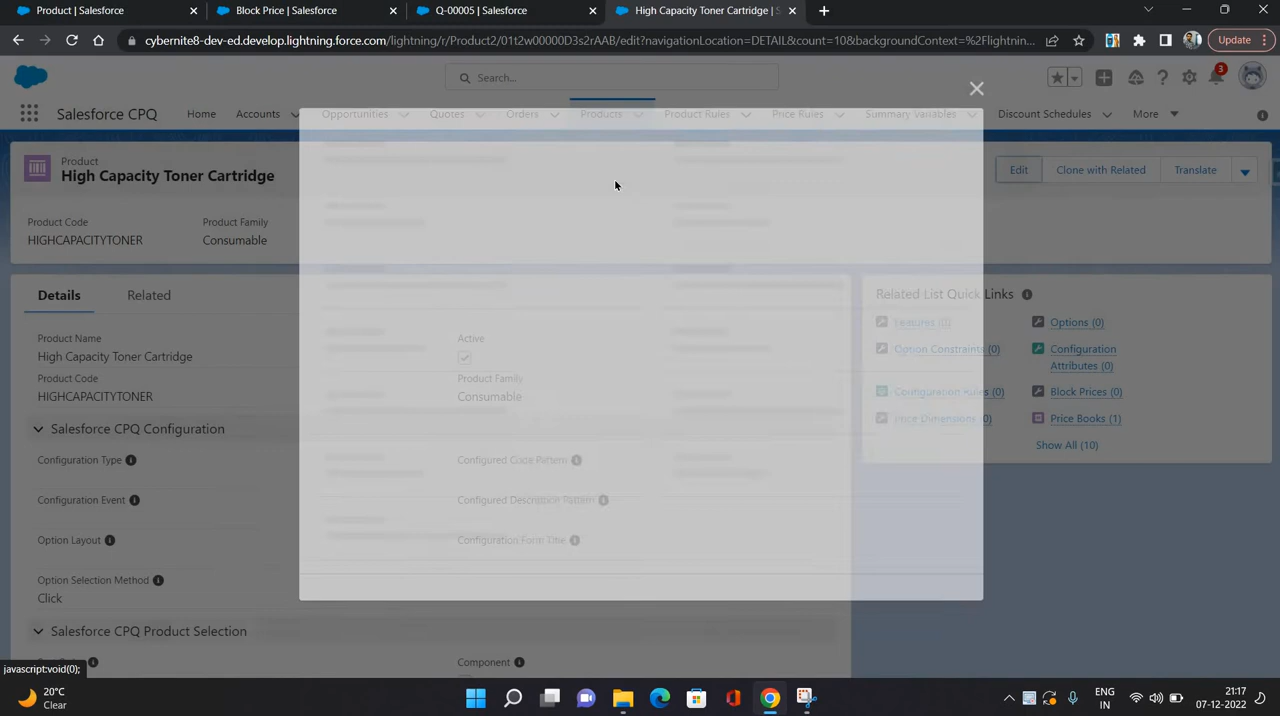 Product | Salesforce
Block Price | Salesforce
Q-00005 | Salesforce
High Capacity Toner Cartridge | S
cybernite8-dev-ed.develop.lightning.force.com/lightning/r/Product2/01t2w00000D3s2rAAB/edit?navigationLocation=DETAIL&count=10&backgroundContext=%2Flightnin...
Update
Search...
3
Salesforce CPQ
Home
Accounts
Opportunities
Quotes
Orders
Products
Product Rules
Price Rules
Summary Variables
Discount Schedules
More
Product
High Capacity Toner Cartridge
Edit
Clone with Related
Translate
Product Code
Product Family
HIGHCAPACITYTONER
Consumable
Details
Related
Related List Quick Links
Features (0)
Options (0)
Option Constraints (0)
Configuration
Attributes (0)
Configuration Rules (0)
Block Prices (0)
Price Dimensions (0)
Price Books (1)
Show All (10)
Product Name
High Capacity Toner Cartridge
Active
Product Code
HIGHCAPACITYTONER
Product Family
Consumable
Salesforce CPQ Configuration
Configuration Type
Configured Code Pattern
Configuration Event
Configured Description Pattern
Option Layout
Configuration Form Title
Option Selection Method
Click
Salesforce CPQ Product Selection
Component
javascript:void(0);
20°C
Clear
ENG
IN
21:17
07-12-2022